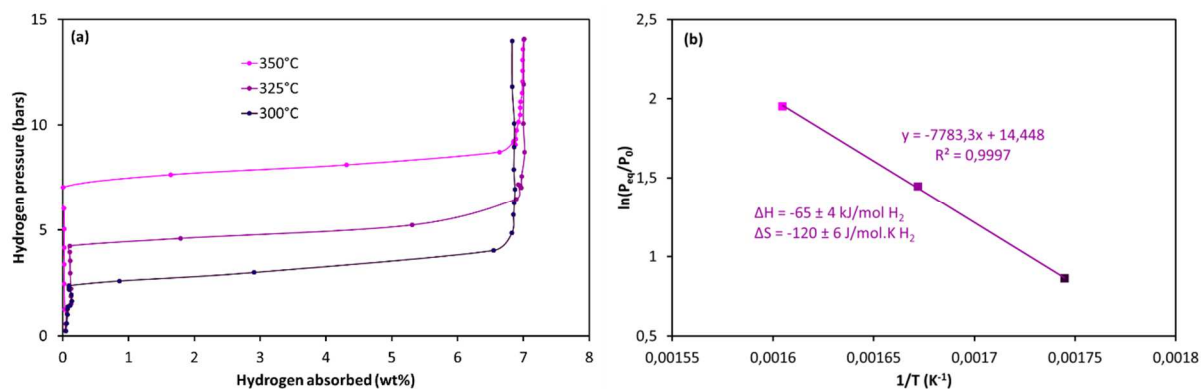 (a)
15
10
5
0
Hydrogen pressure (bars)
350°C
325°C
300°C
0 1 2 3 4 5 6 7 8
Hydrogen absorbed (wt%)
(b)
2,5
2
1,5
1
0,5
ln(Peq/P0)
y = -7783,3x + 14,448
R² = 0,9997
ΔH = -65 ± 4 kJ/mol H2
ΔS = -120 ± 6 J/mol.K H2
0,00155 0,0016 0,00165 0,0017 0,00175 0,0018
1/T (K⁻¹)